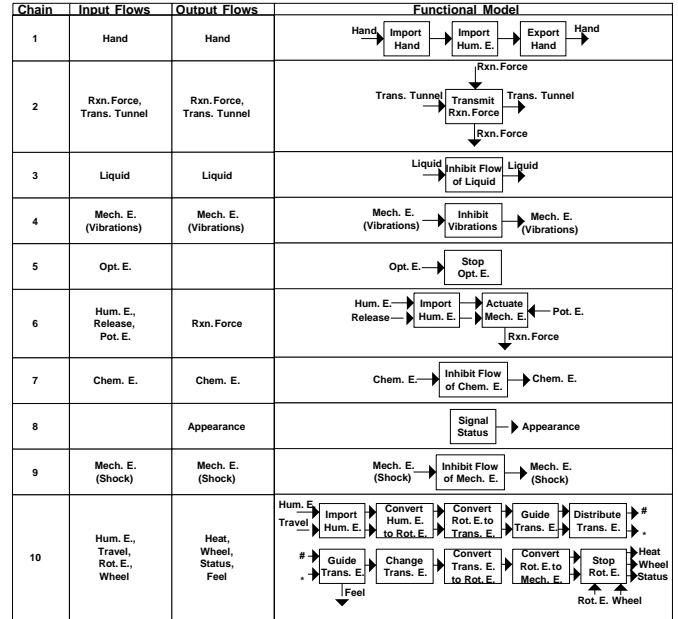 Chain Input Flows Output Flows Functional Model
1 Hand Hand
Hand Import Hand Import Hum. E. Export Hand Hand
2 Rxn. Force, Trans. Tunnel Rxn. Force, Trans. Tunnel
Rxn. Force
Trans. Tunnel Transmit Rxn. Force Trans. Tunnel
Rxn. Force
3 Liquid Liquid
Liquid Inhibit Flow of Liquid Liquid
4 Mech. E. (Vibrations) Mech. E. (Vibrations)
Mech. E. (Vibrations) Inhibit Vibrations Mech. E. (Vibrations)
5 Opt. E.
Opt. E. Stop Opt. E.
6 Hum. E., Release, Pot. E. Rxn. Force
Hum. E. Release Import Hum. E. Actuate Mech. E. Pot. E.
Rxn. Force
7 Chem. E. Chem. E.
Chem. E. Inhibit Flow of Chem. E. Chem. E.
8 Appearance
Signal Status Appearance
9 Mech. E. (Shock) Mech. E. (Shock)
Mech. E. (Shock) Inhibit Flow of Mech. E. Mech. E. (Shock)
10 Hum. E., Travel, Rot. E., Wheel Heat, Wheel, Status, Feel
Hum. E. Travel Import Hum. E. Convert Hum. E. to Rot. E. Convert Rot. E. to Trans. E. Guide Trans. E. Distribute Trans. E. # *
# * Guide Trans. E. Change Trans. E. Convert Trans. E. to Rot. E. Convert Rot. E. to Mech. E. Stop Rot. E. Heat Wheel Status
Feel
Rot. E. Wheel